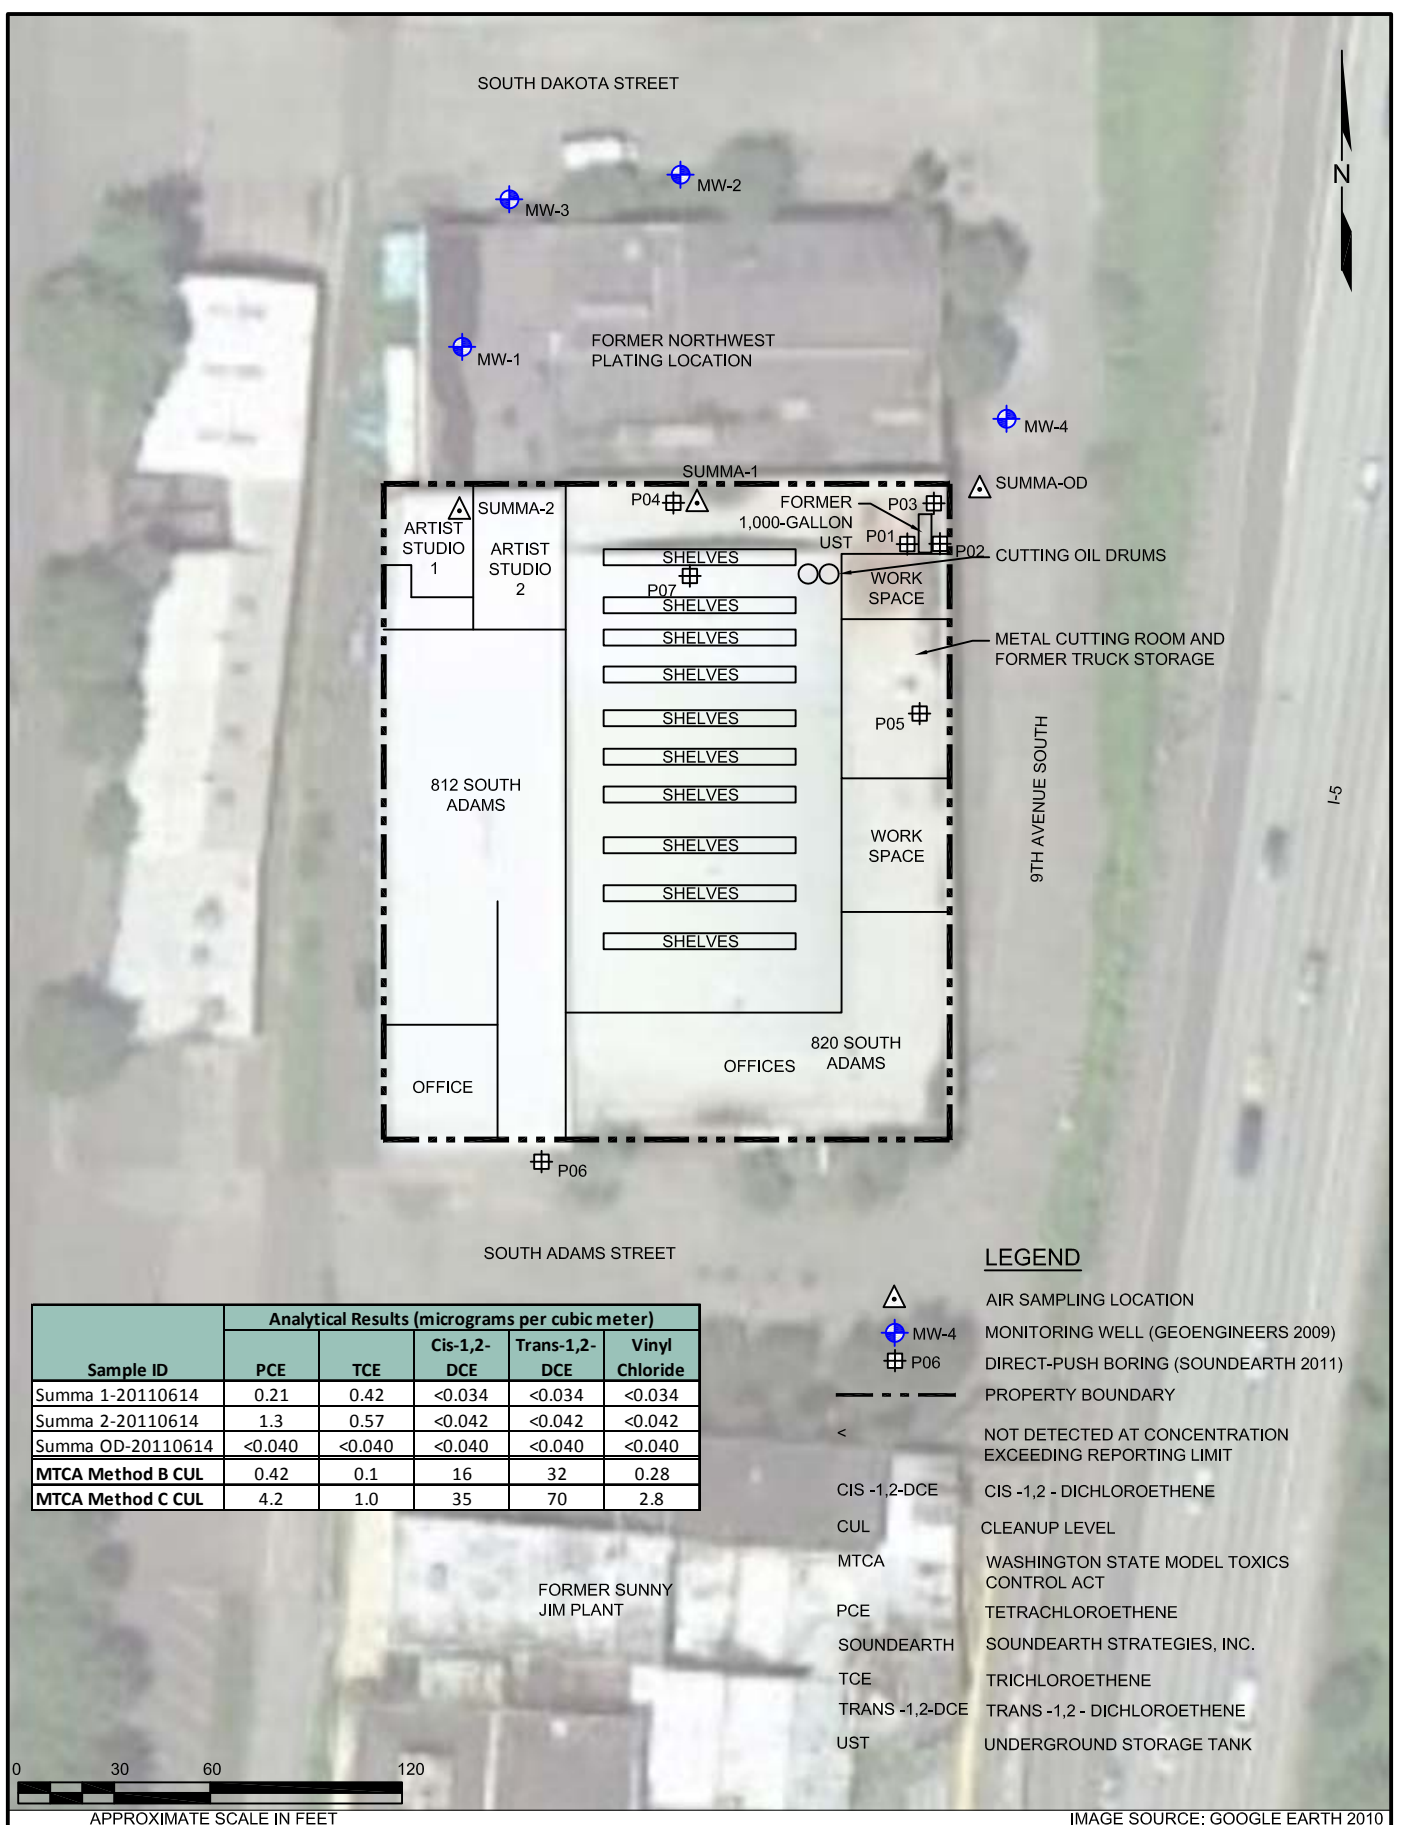 SOUTH DAKOTA STREET
N
MW-2
MW-3
FORMER NORTHWEST
PLATING LOCATION
MW-1
MW-4
SUMMA-1
SUMMA-OD
P04
FORMER
1,000-GALLON
UST
P03
SUMMA-2
ARTIST
STUDIO
1
ARTIST
STUDIO
2
P01
P02
CUTTING OIL DRUMS
SHELVES
P07
WORK
SPACE
SHELVES
SHELVES
METAL CUTTING ROOM AND
FORMER TRUCK STORAGE
SHELVES
SHELVES
P05
SHELVES
9TH AVENUE SOUTH
I-5
812 SOUTH
ADAMS
SHELVES
SHELVES
WORK
SPACE
SHELVES
SHELVES
820 SOUTH
ADAMS
OFFICES
OFFICE
P06
SOUTH ADAMS STREET
LEGEND
AIR SAMPLING LOCATION
MW-4 MONITORING WELL (GEOENGINEERS 2009)
P06 DIRECT-PUSH BORING (SOUNDEARTH 2011)
PROPERTY BOUNDARY
< NOT DETECTED AT CONCENTRATION
EXCEEDING REPORTING LIMIT
CIS -1,2-DCE CIS -1,2 - DICHLOROETHENE
CUL CLEANUP LEVEL
MTCA WASHINGTON STATE MODEL TOXICS
CONTROL ACT
PCE TETRACHLOROETHENE
SOUNDEARTH SOUNDEARTH STRATEGIES, INC.
TCE TRICHLOROETHENE
TRANS -1,2-DCE TRANS -1,2 - DICHLOROETHENE
UST UNDERGROUND STORAGE TANK
Analytical Results (micrograms per cubic meter)
Cis-1,2- Trans-1,2- Vinyl
Sample ID PCE TCE DCE DCE Chloride
Summa 1-20110614 0.21 0.42 <0.034 <0.034 <0.034
Summa 2-20110614 1.3 0.57 <0.042 <0.042 <0.042
Summa OD-20110614 <0.040 <0.040 <0.040 <0.040 <0.040
MTCA Method B CUL 0.42 0.1 16 32 0.28
MTCA Method C CUL 4.2 1.0 35 70 2.8
FORMER SUNNY
JIM PLANT
0 30 60 120
APPROXIMATE SCALE IN FEET
IMAGE SOURCE: GOOGLE EARTH 2010